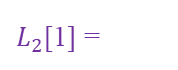 L₂[1] =